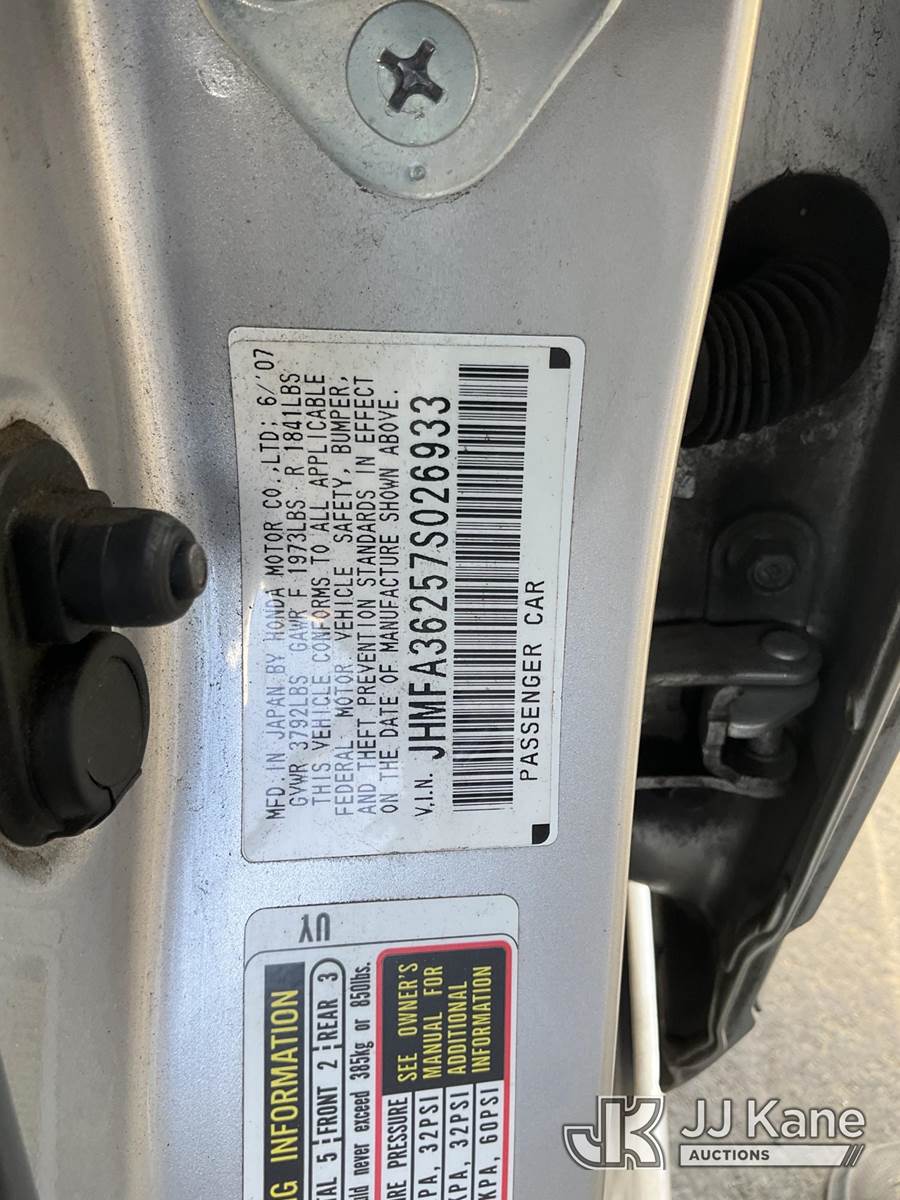 MFD. IN JAPAN BY HONDA MOTOR CO.,LTD; 6/'07
GVWR 3792LBS GAWR F 1973LBS R 1841LBS
THIS VEHICLE CONFORMS TO ALL APPLICABLE
FEDERAL MOTOR VEHICLE SAFETY, BUMPER,
AND THEFT PREVENTION STANDARDS IN EFFECT
ON THE DATE OF MANUFACTURE SHOWN ABOVE.
V.I.N. JHMFA36257S026933
PASSENGER CAR
UY
INFORMATION
5 FRONT 2 REAR 3
never exceed 385kg or 850lbs.
PRESSURE
32PSI
32PSI
60PSI
SEE OWNER'S
MANUAL FOR
ADDITIONAL
INFORMATION
JK JJ Kane
AUCTIONS